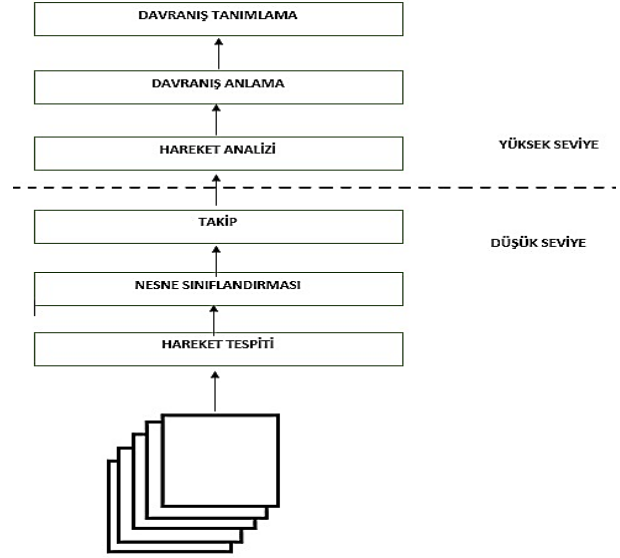 DAVRANIŞ TANIMLAMA
DAVRANIŞ ANLAMA
HAREKET ANALİZİ
YÜKSEK SEVİYE
TAKİP
DÜŞÜK SEVİYE
NESNE SINIFLANDIRMASI
HAREKET TESPİTİ